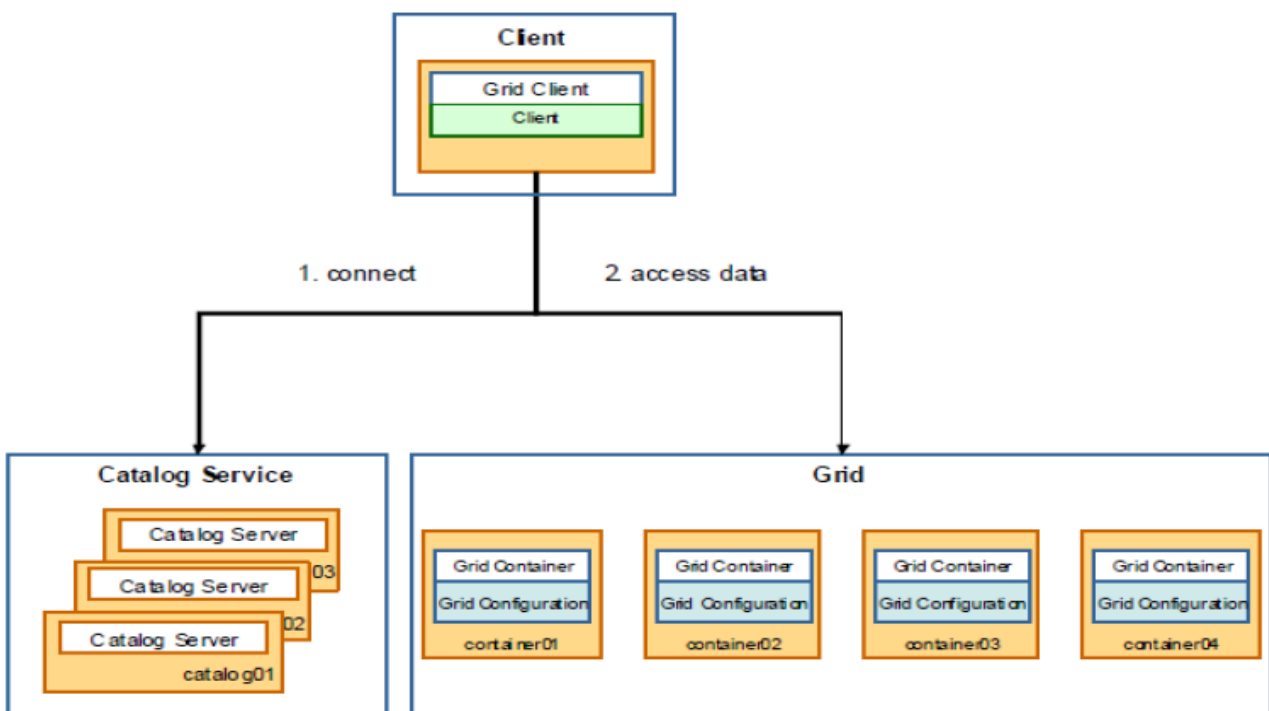 Client
Grid Client
Client
1. connect
2. access data
Catalog Service
Catalog Server
03
Catalog Server
02
Catalog Server
catalog01
Grid
Grid Container
Grid Configuration
container01
Grid Container
Grid Configuration
container02
Grid Container
Grid Configuration
container03
Grid Container
Grid Configuration
container04